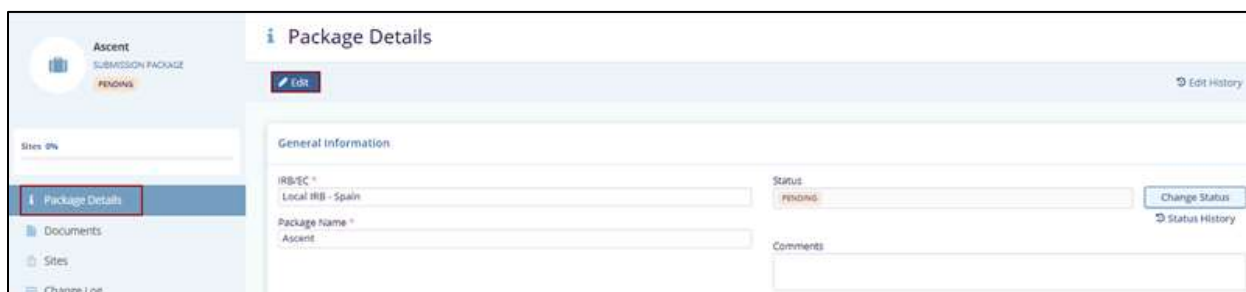 Ascent
SUBMISSION PACKAGE
PENDING
Sites 0%
Package Details
Documents
Sites
Change Log
Package Details
Edit
Edit History
General Information
IRB/EC *
Local IRB - Spain
Package Name *
Ascent
Status
PENDING
Change Status
Status History
Comments